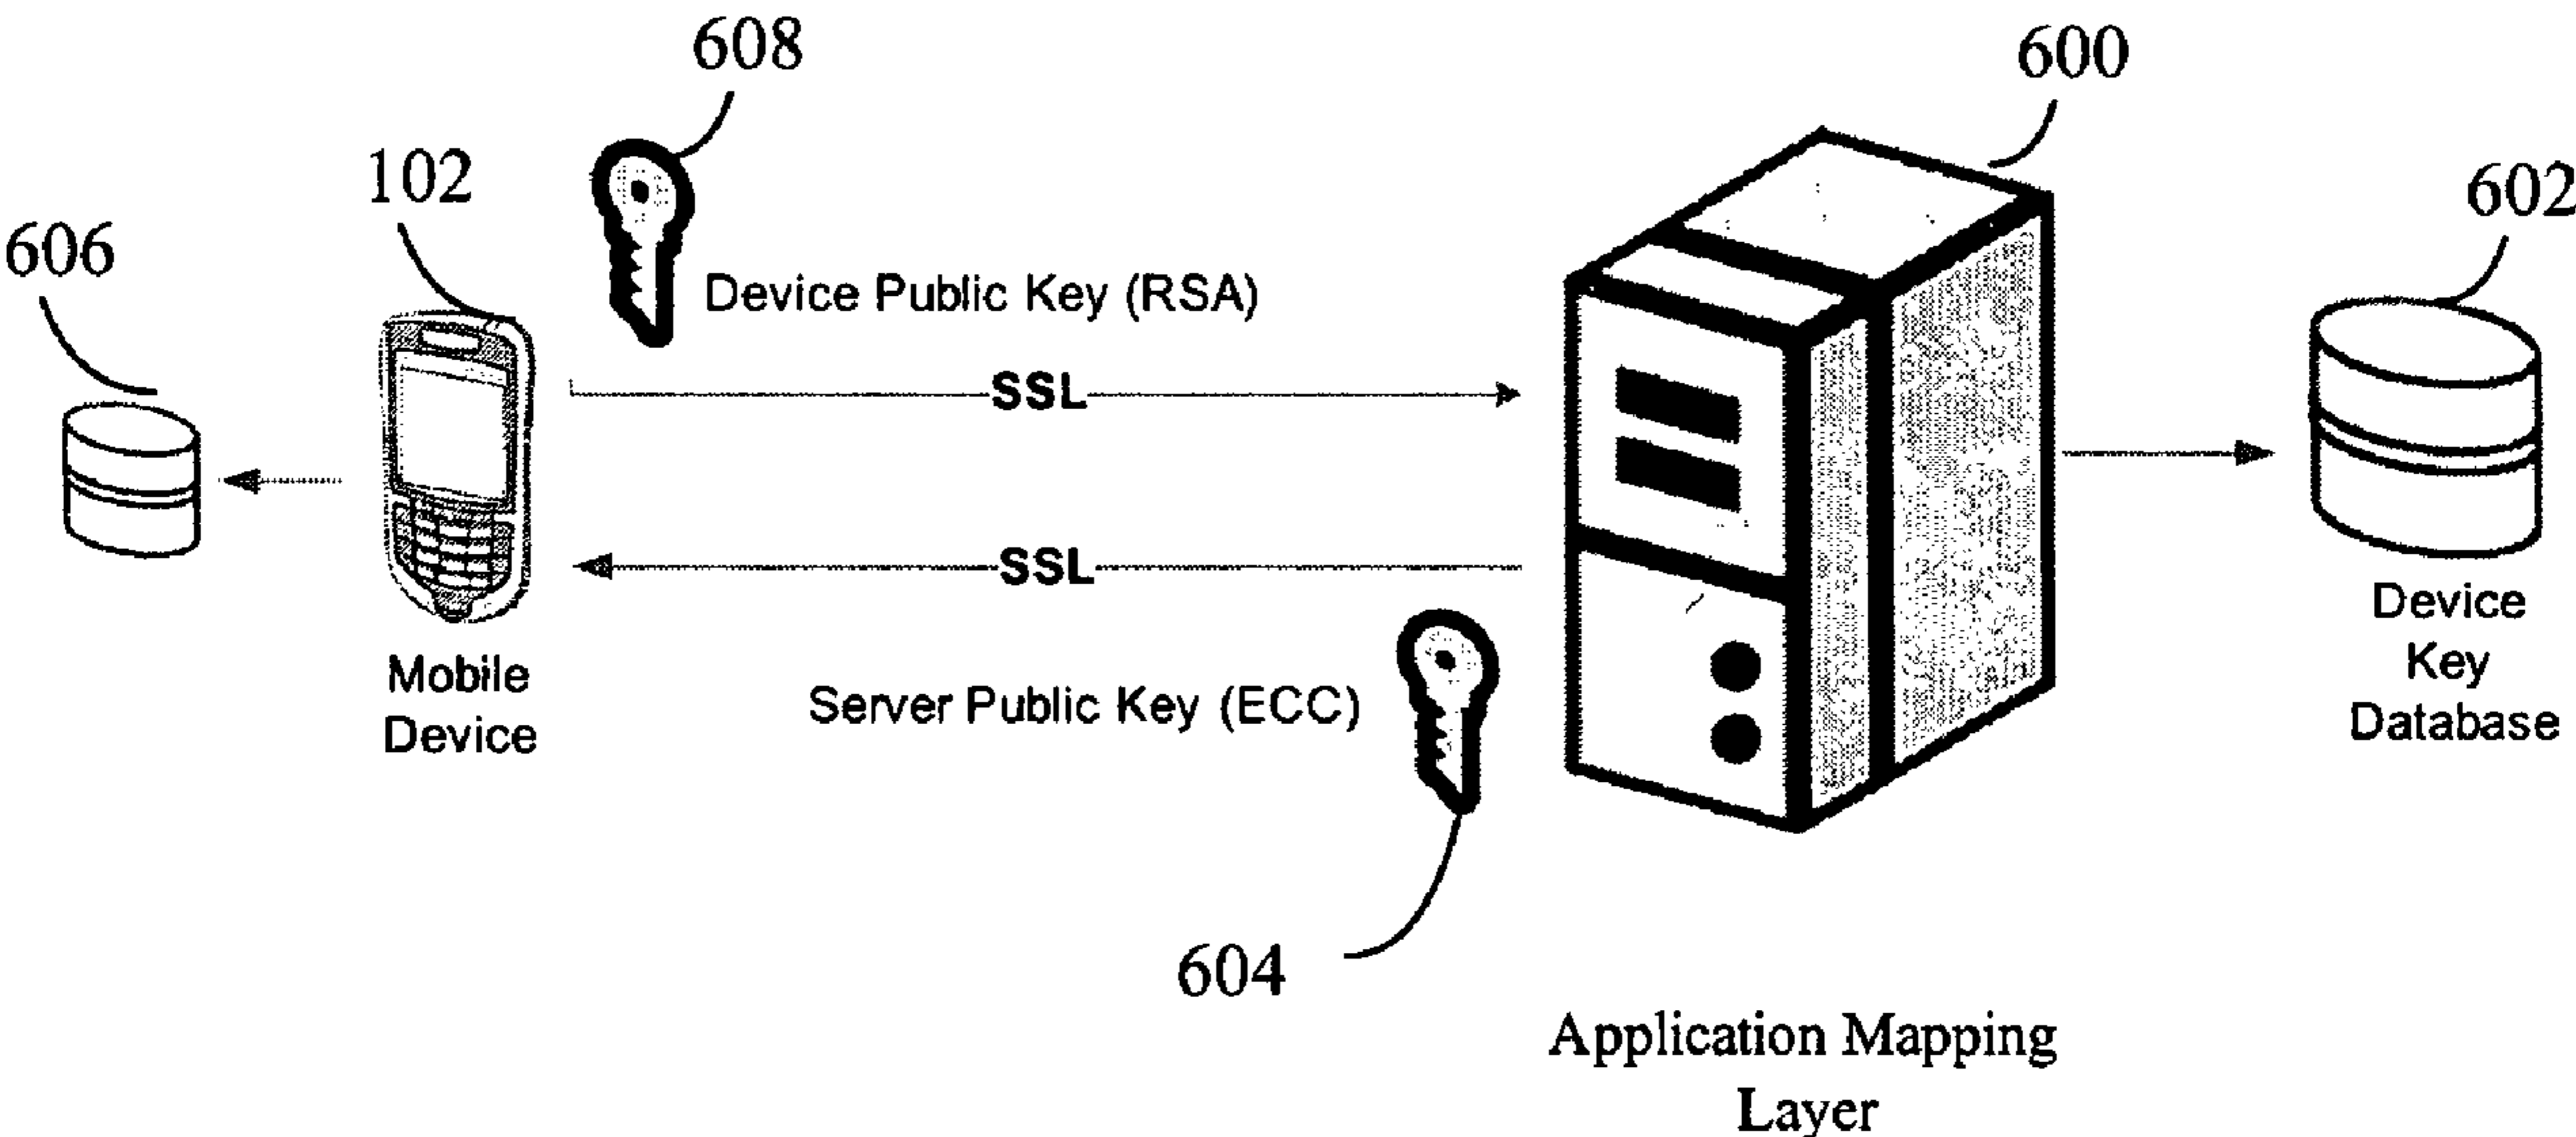 608
600
102
602
606
Device Public Key (RSA)
SSL
SSL
Device
Key
Database
Mobile
Device
Server Public Key (ECC)
604
Application Mapping
Layer